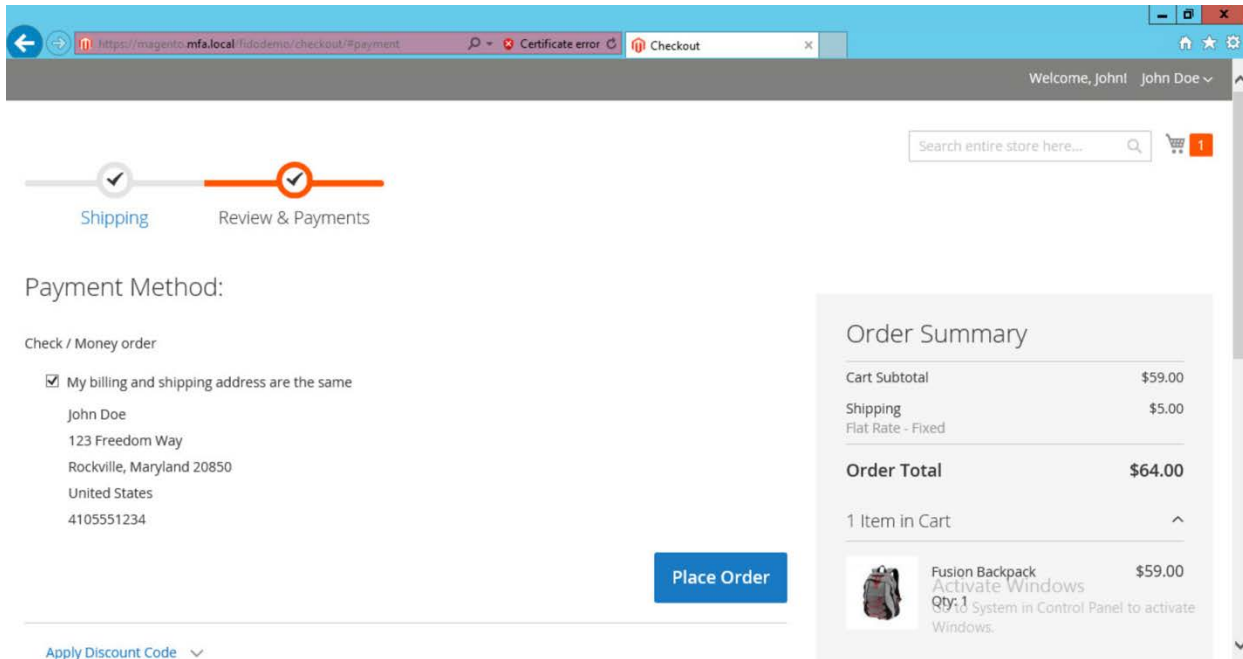 https://magento.mfa.local/fidodemo/checkout/#payment
Certificate error
Checkout
Welcome, John!
John Doe
Search entire store here...
1
Shipping
Review & Payments
Payment Method:
Check / Money order
My billing and shipping address are the same
John Doe
123 Freedom Way
Rockville, Maryland 20850
United States
4105551234
Place Order
Apply Discount Code
Order Summary
Cart Subtotal $59.00
Shipping $5.00
Flat Rate - Fixed
Order Total $64.00
1 Item in Cart
Fusion Backpack $59.00
Qty: 1
Activate Windows
Go to System in Control Panel to activate
Windows.